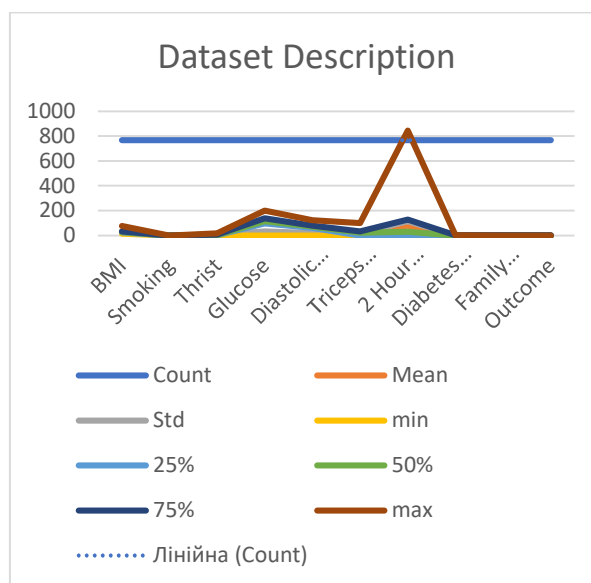 Dataset Description
1000
800
600
400
200
0
BMI
Smoking
Thrist
Glucose
Diastolic...
Triceps...
2 Hour...
Diabetes...
Family...
Outcome
Count
Mean
Std
min
25%
50%
75%
max
Лінійна (Count)